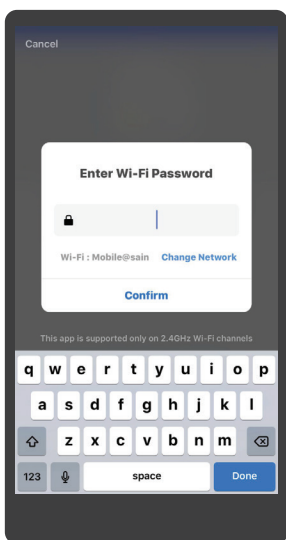 Cancel
Enter Wi-Fi Password
Wi-Fi : Mobile@sain Change Network
Confirm
This app is supported only on 2.4GHz Wi-Fi channels
q w e r t y u i o p
a s d f g h j k l
z x c v b n m
123 space Done